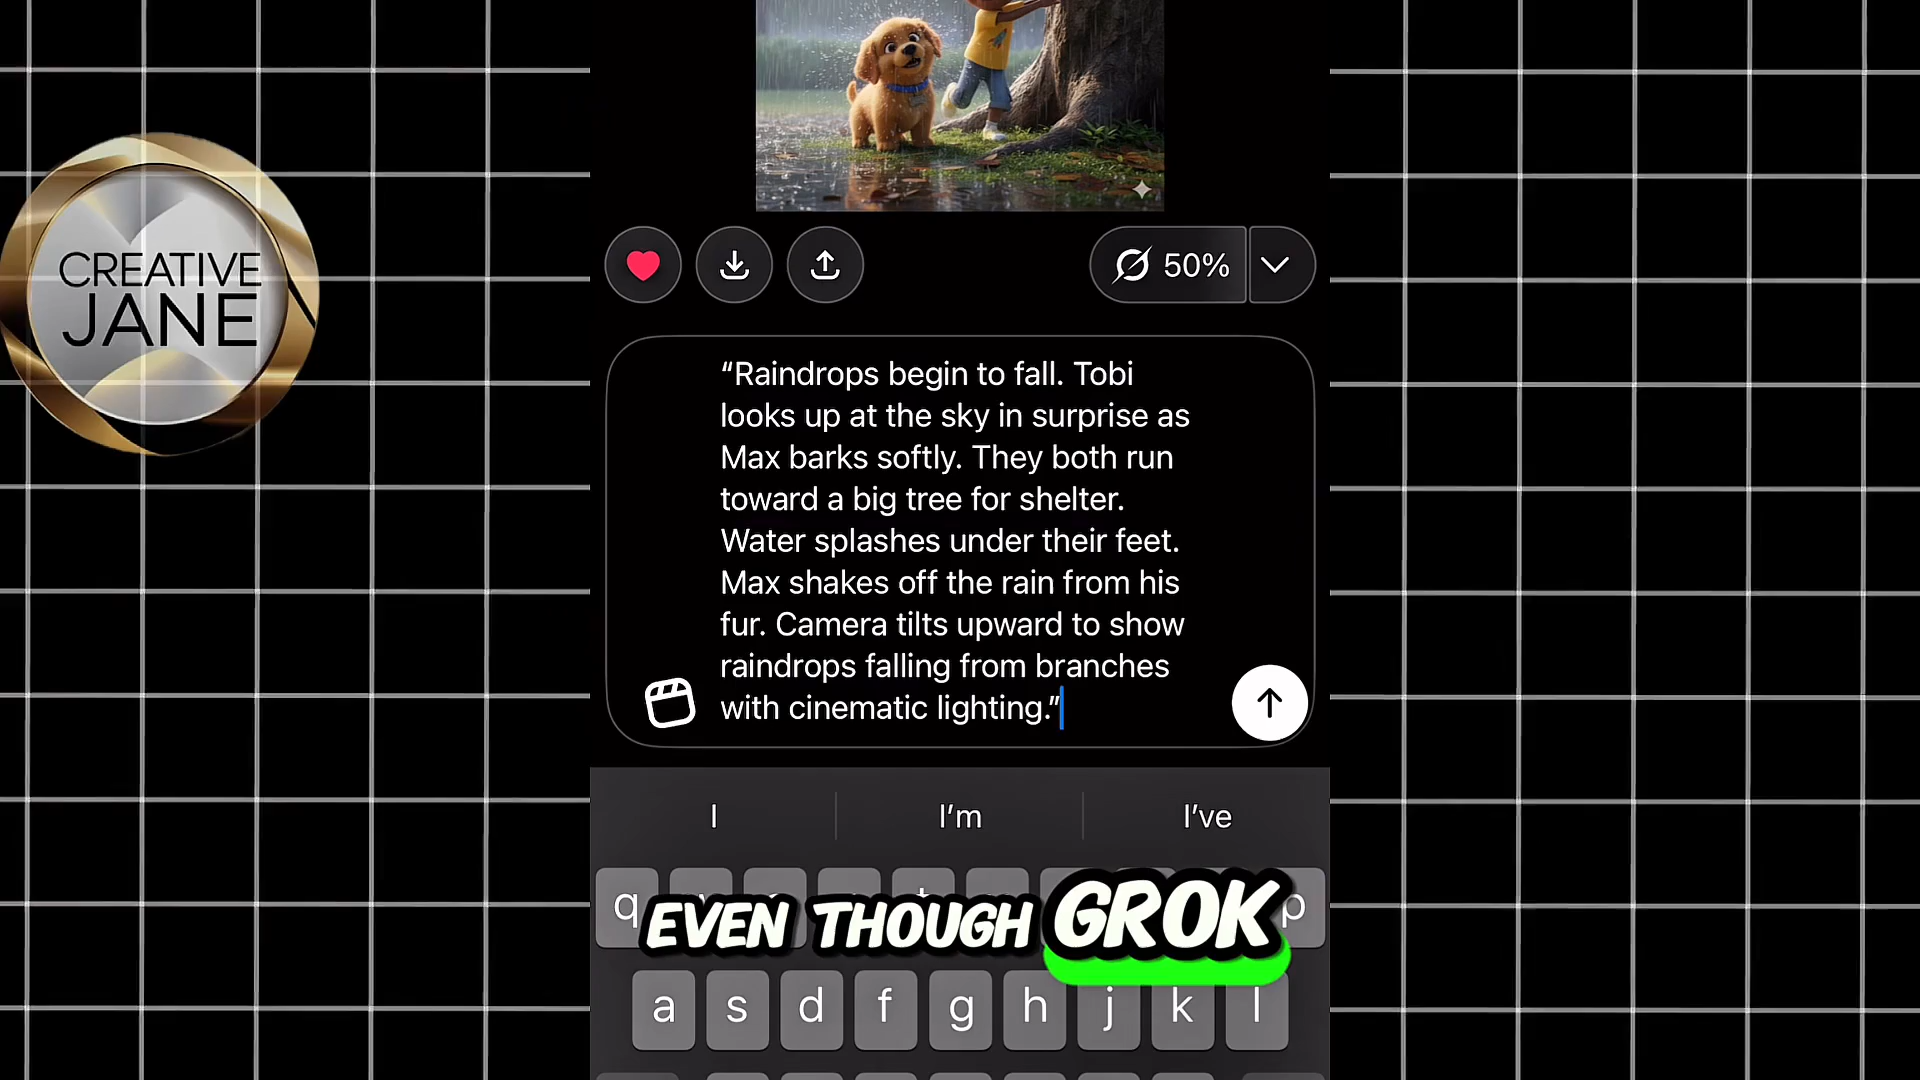 CREATIVE
JANE
50%
“Raindrops begin to fall. Tobi
looks up at the sky in surprise as
Max barks softly. They both run
toward a big tree for shelter.
Water splashes under their feet.
Max shakes off the rain from his
fur. Camera tilts upward to show
raindrops falling from branches
with cinematic lighting.”
I I’m I’ve
q p
EVEN THOUGH GROK
a s d f g h j k l